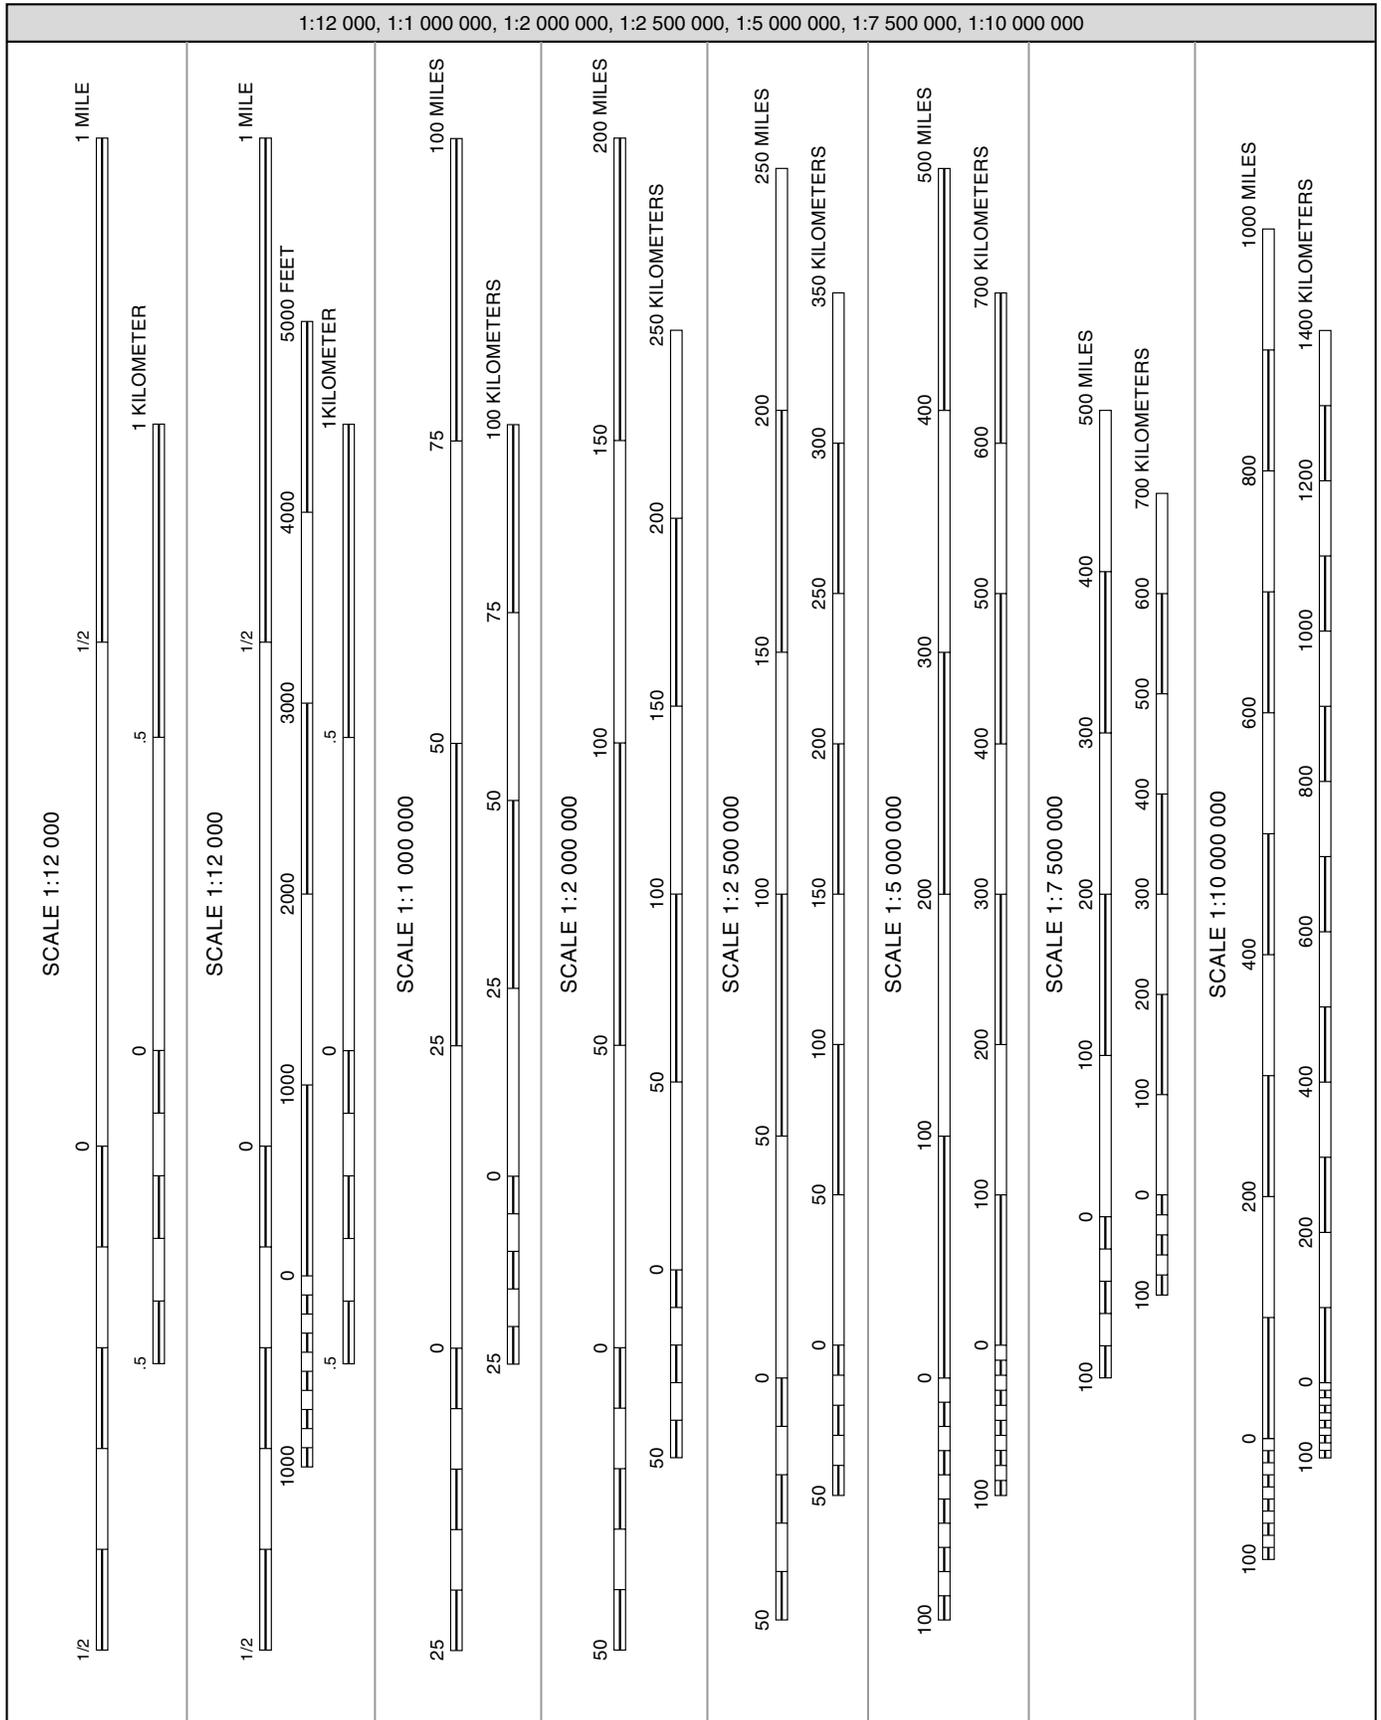 1:12 000, 1:1 000 000, 1:2 000 000, 1:2 500 000, 1:5 000 000, 1:7 500 000, 1:10 000 000
SCALE 1:12 000
1/2 0 1/2 1 MILE
.5 0 .5 1 KILOMETER
SCALE 1:12 000
1/2 0 1/2 1 MILE
1000 0 1000 2000 3000 4000 5000 FEET
.5 0 .5 1KILOMETER
SCALE 1:1 000 000
25 0 25 50 75 100 MILES
25 0 25 50 75 100 KILOMETERS
SCALE 1:2 000 000
50 0 50 100 150 200 MILES
50 0 50 100 150 200 250 KILOMETERS
SCALE 1:2 500 000
50 0 50 100 150 200 250 MILES
50 0 50 100 150 200 250 300 350 KILOMETERS
SCALE 1:5 000 000
100 0 100 200 300 400 500 MILES
100 0 100 200 300 400 500 600 700 KILOMETERS
SCALE 1:7 500 000
100 0 100 200 300 400 500 MILES
100 0 100 200 300 400 500 600 700 KILOMETERS
SCALE 1:10 000 000
100 0 200 400 600 800 1000 MILES
100 0 200 400 600 800 1000 1200 1400 KILOMETERS